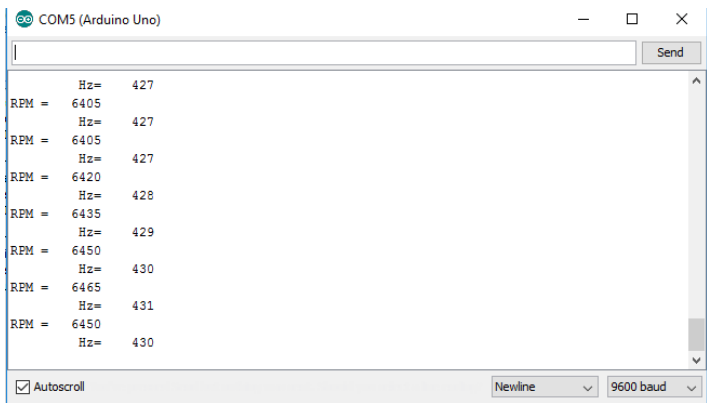 COM5 (Arduino Uno)
Send
Hz= 427
RPM = 6405
Hz= 427
RPM = 6405
Hz= 427
RPM = 6420
Hz= 428
RPM = 6435
Hz= 429
RPM = 6450
Hz= 430
RPM = 6465
Hz= 431
RPM = 6450
Hz= 430
Autoscroll
Newline
9600 baud